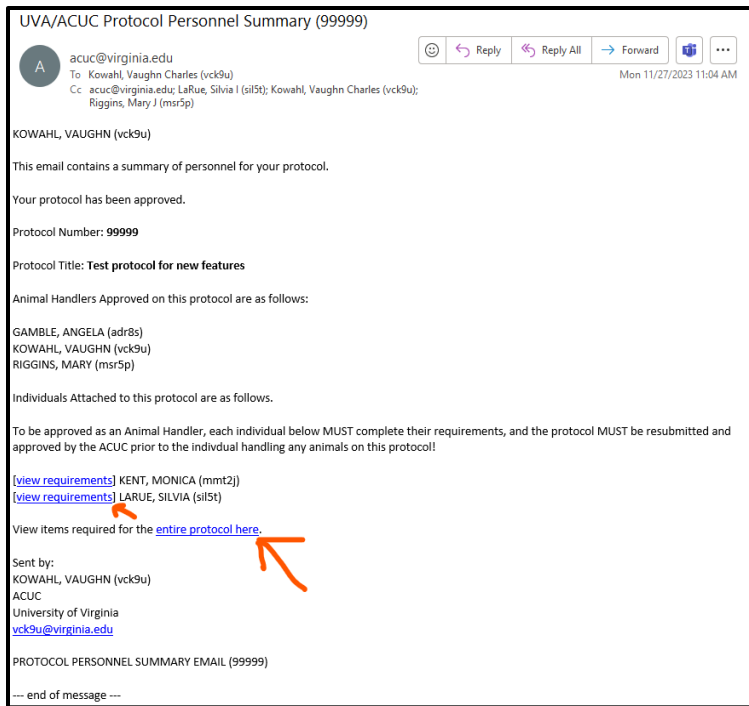 UVA/ACUC Protocol Personnel Summary (99999)
A
acuc@virginia.edu
Reply
Reply All
Forward
To Kowahl, Vaughn Charles (vck9u)
Mon 11/27/2023 11:04 AM
Cc acuc@virginia.edu; LaRue, Silvia I (sil5t); Kowahl, Vaughn Charles (vck9u);
Riggins, Mary J (msr5p)
KOWAHL, VAUGHN (vck9u)
This email contains a summary of personnel for your protocol.
Your protocol has been approved.
Protocol Number: 99999
Protocol Title: Test protocol for new features
Animal Handlers Approved on this protocol are as follows:
GAMBLE, ANGELA (adr8s)
KOWAHL, VAUGHN (vck9u)
RIGGINS, MARY (msr5p)
Individuals Attached to this protocol are as follows.
To be approved as an Animal Handler, each individual below MUST complete their requirements, and the protocol MUST be resubmitted and
approved by the ACUC prior to the indivdual handling any animals on this protocol!
[view requirements] KENT, MONICA (mmt2j)
[view requirements] LARUE, SILVIA (sil5t)
View items required for the entire protocol here.
Sent by:
KOWAHL, VAUGHN (vck9u)
ACUC
University of Virginia
vck9u@virginia.edu
PROTOCOL PERSONNEL SUMMARY EMAIL (99999)
--- end of message ---